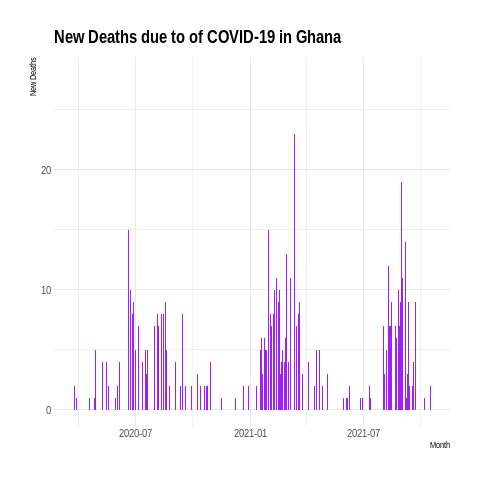 New Deaths due to of COVID-19 in Ghana
New Deaths
20
10
0
2020-07
2021-01
2021-07
Month